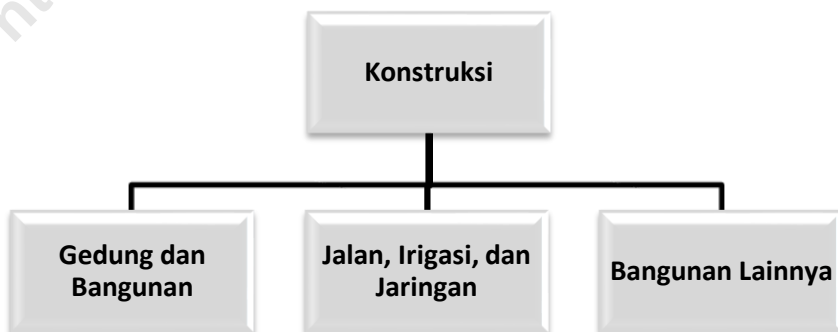 Konstruksi
Gedung dan
Bangunan
Jalan, Irigasi, dan
Jaringan
Bangunan Lainnya